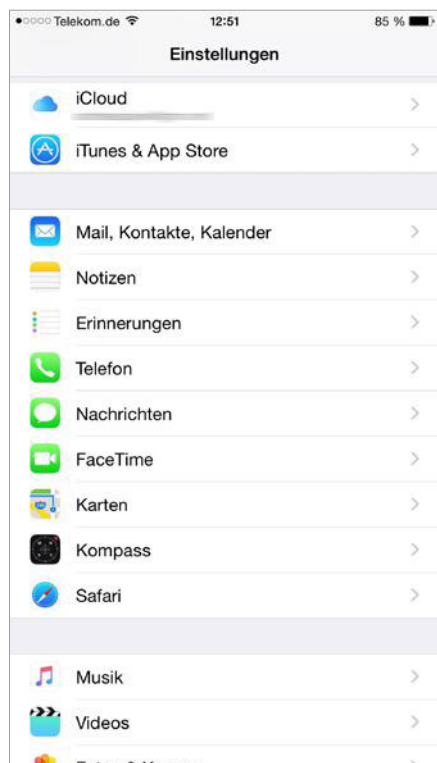 Telekom.de 12:51 85 %
Einstellungen
iCloud
iTunes & App Store
Mail, Kontakte, Kalender
Notizen
Erinnerungen
Telefon
Nachrichten
FaceTime
Karten
Kompass
Safari
Musik
Videos